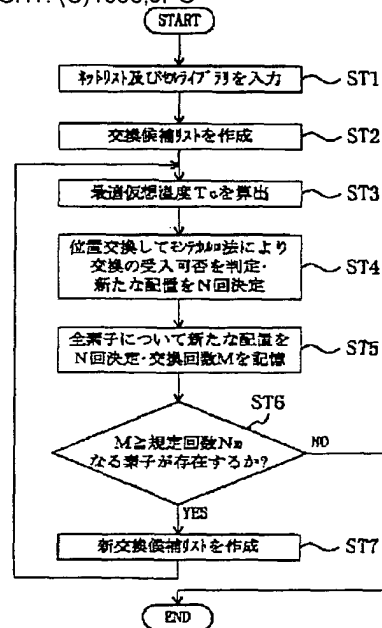 (C)1996,JPO
START
ネットリスト及びセルライブラリを入力
ST1
交換候補リストを作成
ST2
最適仮想温度Tcを算出
ST3
位置交換してモンテカルロ法により
交換の受入可否を判定・
新たな配置をN回決定
ST4
全素子について新たな配置を
N回決定・交換回数Mを記憶
ST5
ST6
M≧規定回数Nm
なる素子が存在するか?
NO
YES
新交換候補リストを作成
ST7
END